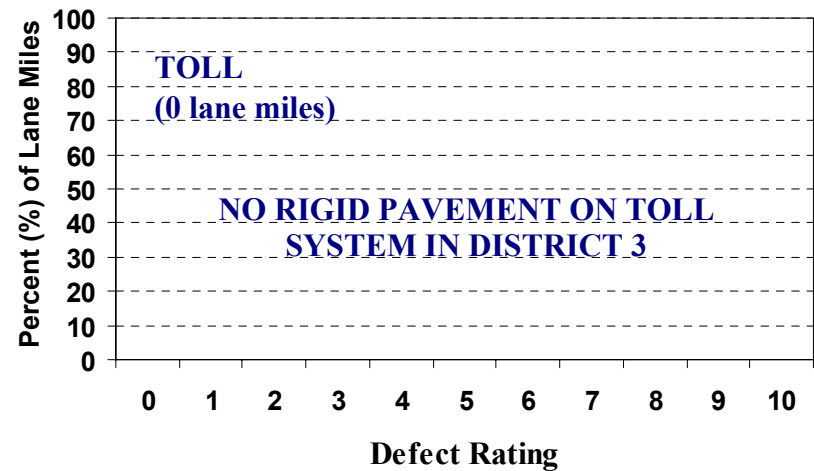 Percent (%) of Lane Miles
100
90
80
70
60
50
40
30
20
10
0
TOLL
(0 lane miles)
NO RIGID PAVEMENT ON TOLL
SYSTEM IN DISTRICT 3
0 1 2 3 4 5 6 7 8 9 10
Defect Rating